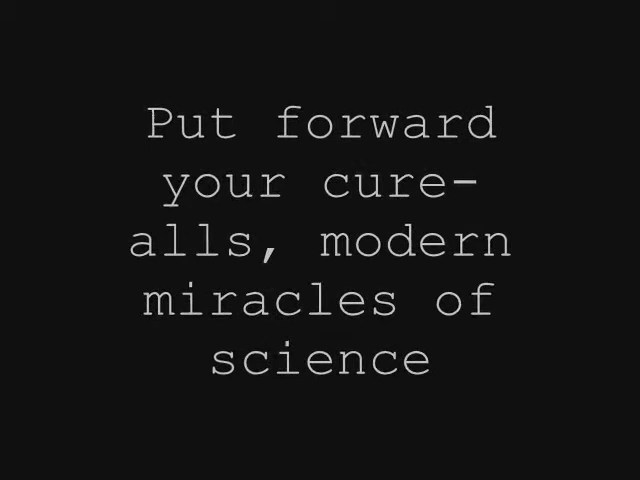 Put forward
your cure-
alls, modern
miracles of
science